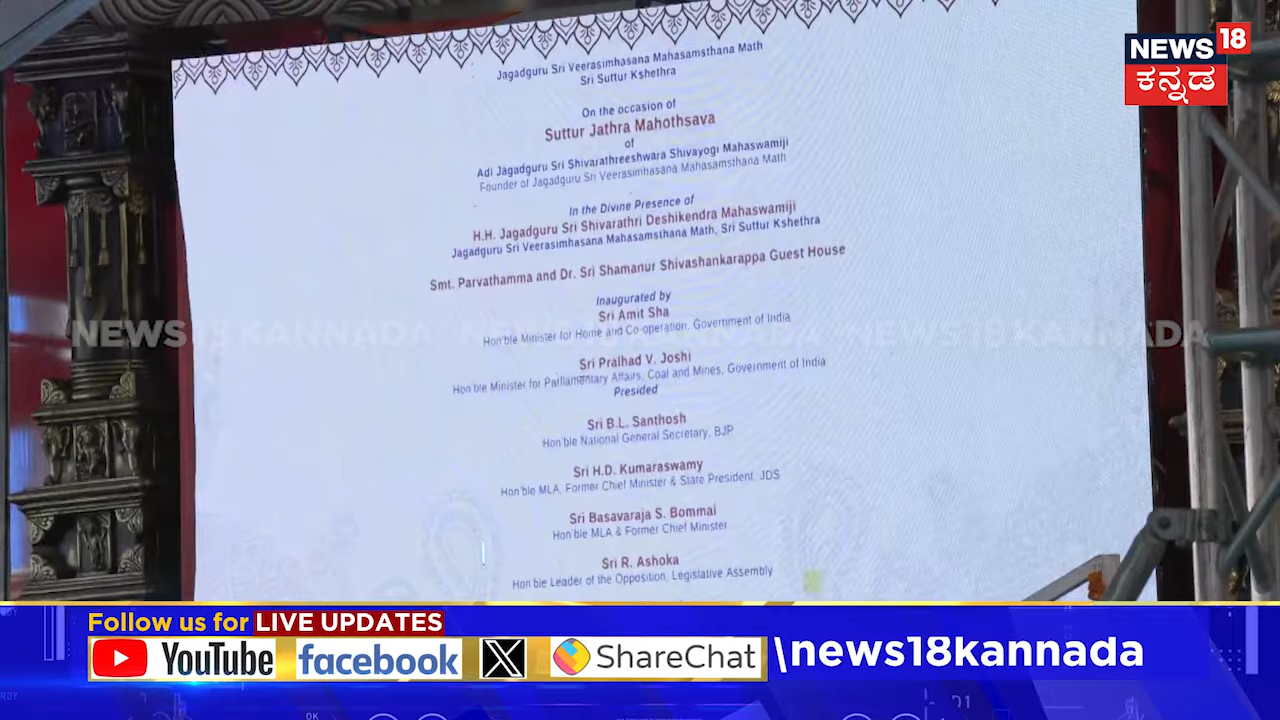 Jagadguru Sri Veerasimhasana Mahasamsthana Math
Sri Suttur Kshethra
On the occasion of
Suttur Jathra Mahothsava
of
Adi Jagadguru Sri Shivarathreeshwara Shivayogi Mahaswamiji
Founder of Jagadguru Sri Veerasimhasana Mahasamsthana Math
In the Divine Presence of
H.H. Jagadguru Sri Shivarathri Deshikendra Mahaswamiji
Jagadguru Sri Veerasimhasana Mahasamsthana Math, Sri Suttur Kshethra
Smt. Parvathamma and Dr. Sri Shamanur Shivashankarappa Guest House
Inaugurated by
Sri Amit Sha
Hon'ble Minister for Home and Co-operation, Government of India
Sri Pralhad V. Joshi
Hon'ble Minister for Parliamentary Affairs, Coal and Mines, Government of India
Presided
Sri B.L. Santhosh
Hon'ble National General Secretary, BJP
Sri H.D. Kumaraswamy
Hon'ble MLA, Former Chief Minister & State President, JDS
Sri Basavaraja S. Bommai
Hon'ble MLA & Former Chief Minister
Sri R. Ashoka
Hon'ble Leader of the Opposition, Legislative Assembly
NEWS 18
ಕನ್ನಡ
NEWS18 KANNADA
Follow us for LIVE UPDATES
YouTube facebook X ShareChat \news18kannada